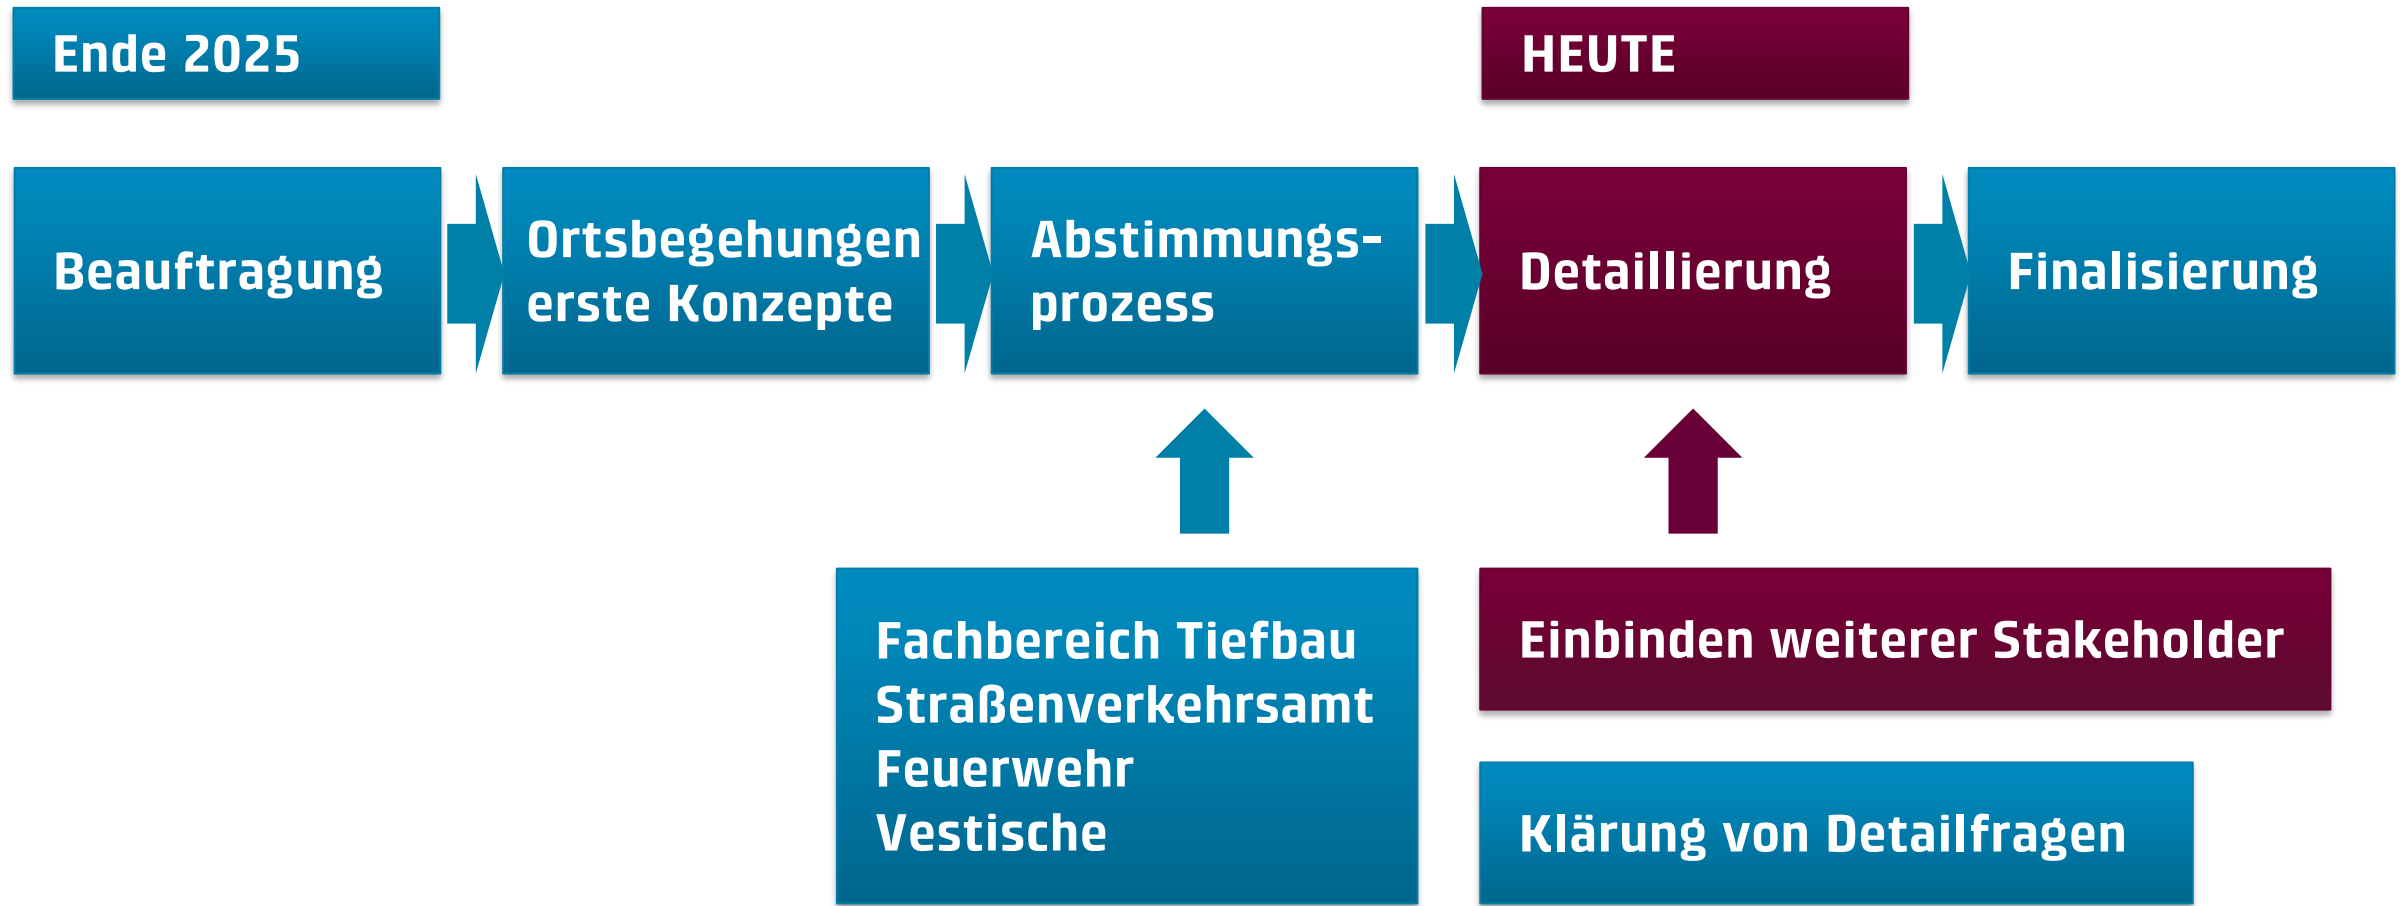 Ende 2025
HEUTE
Beauftragung
Ortsbegehungen
erste Konzepte
Abstimmungs-
prozess
Detaillierung
Finalisierung
Fachbereich Tiefbau
Straßenverkehrsamt
Feuerwehr
Vestische
Einbinden weiterer Stakeholder
Klärung von Detailfragen